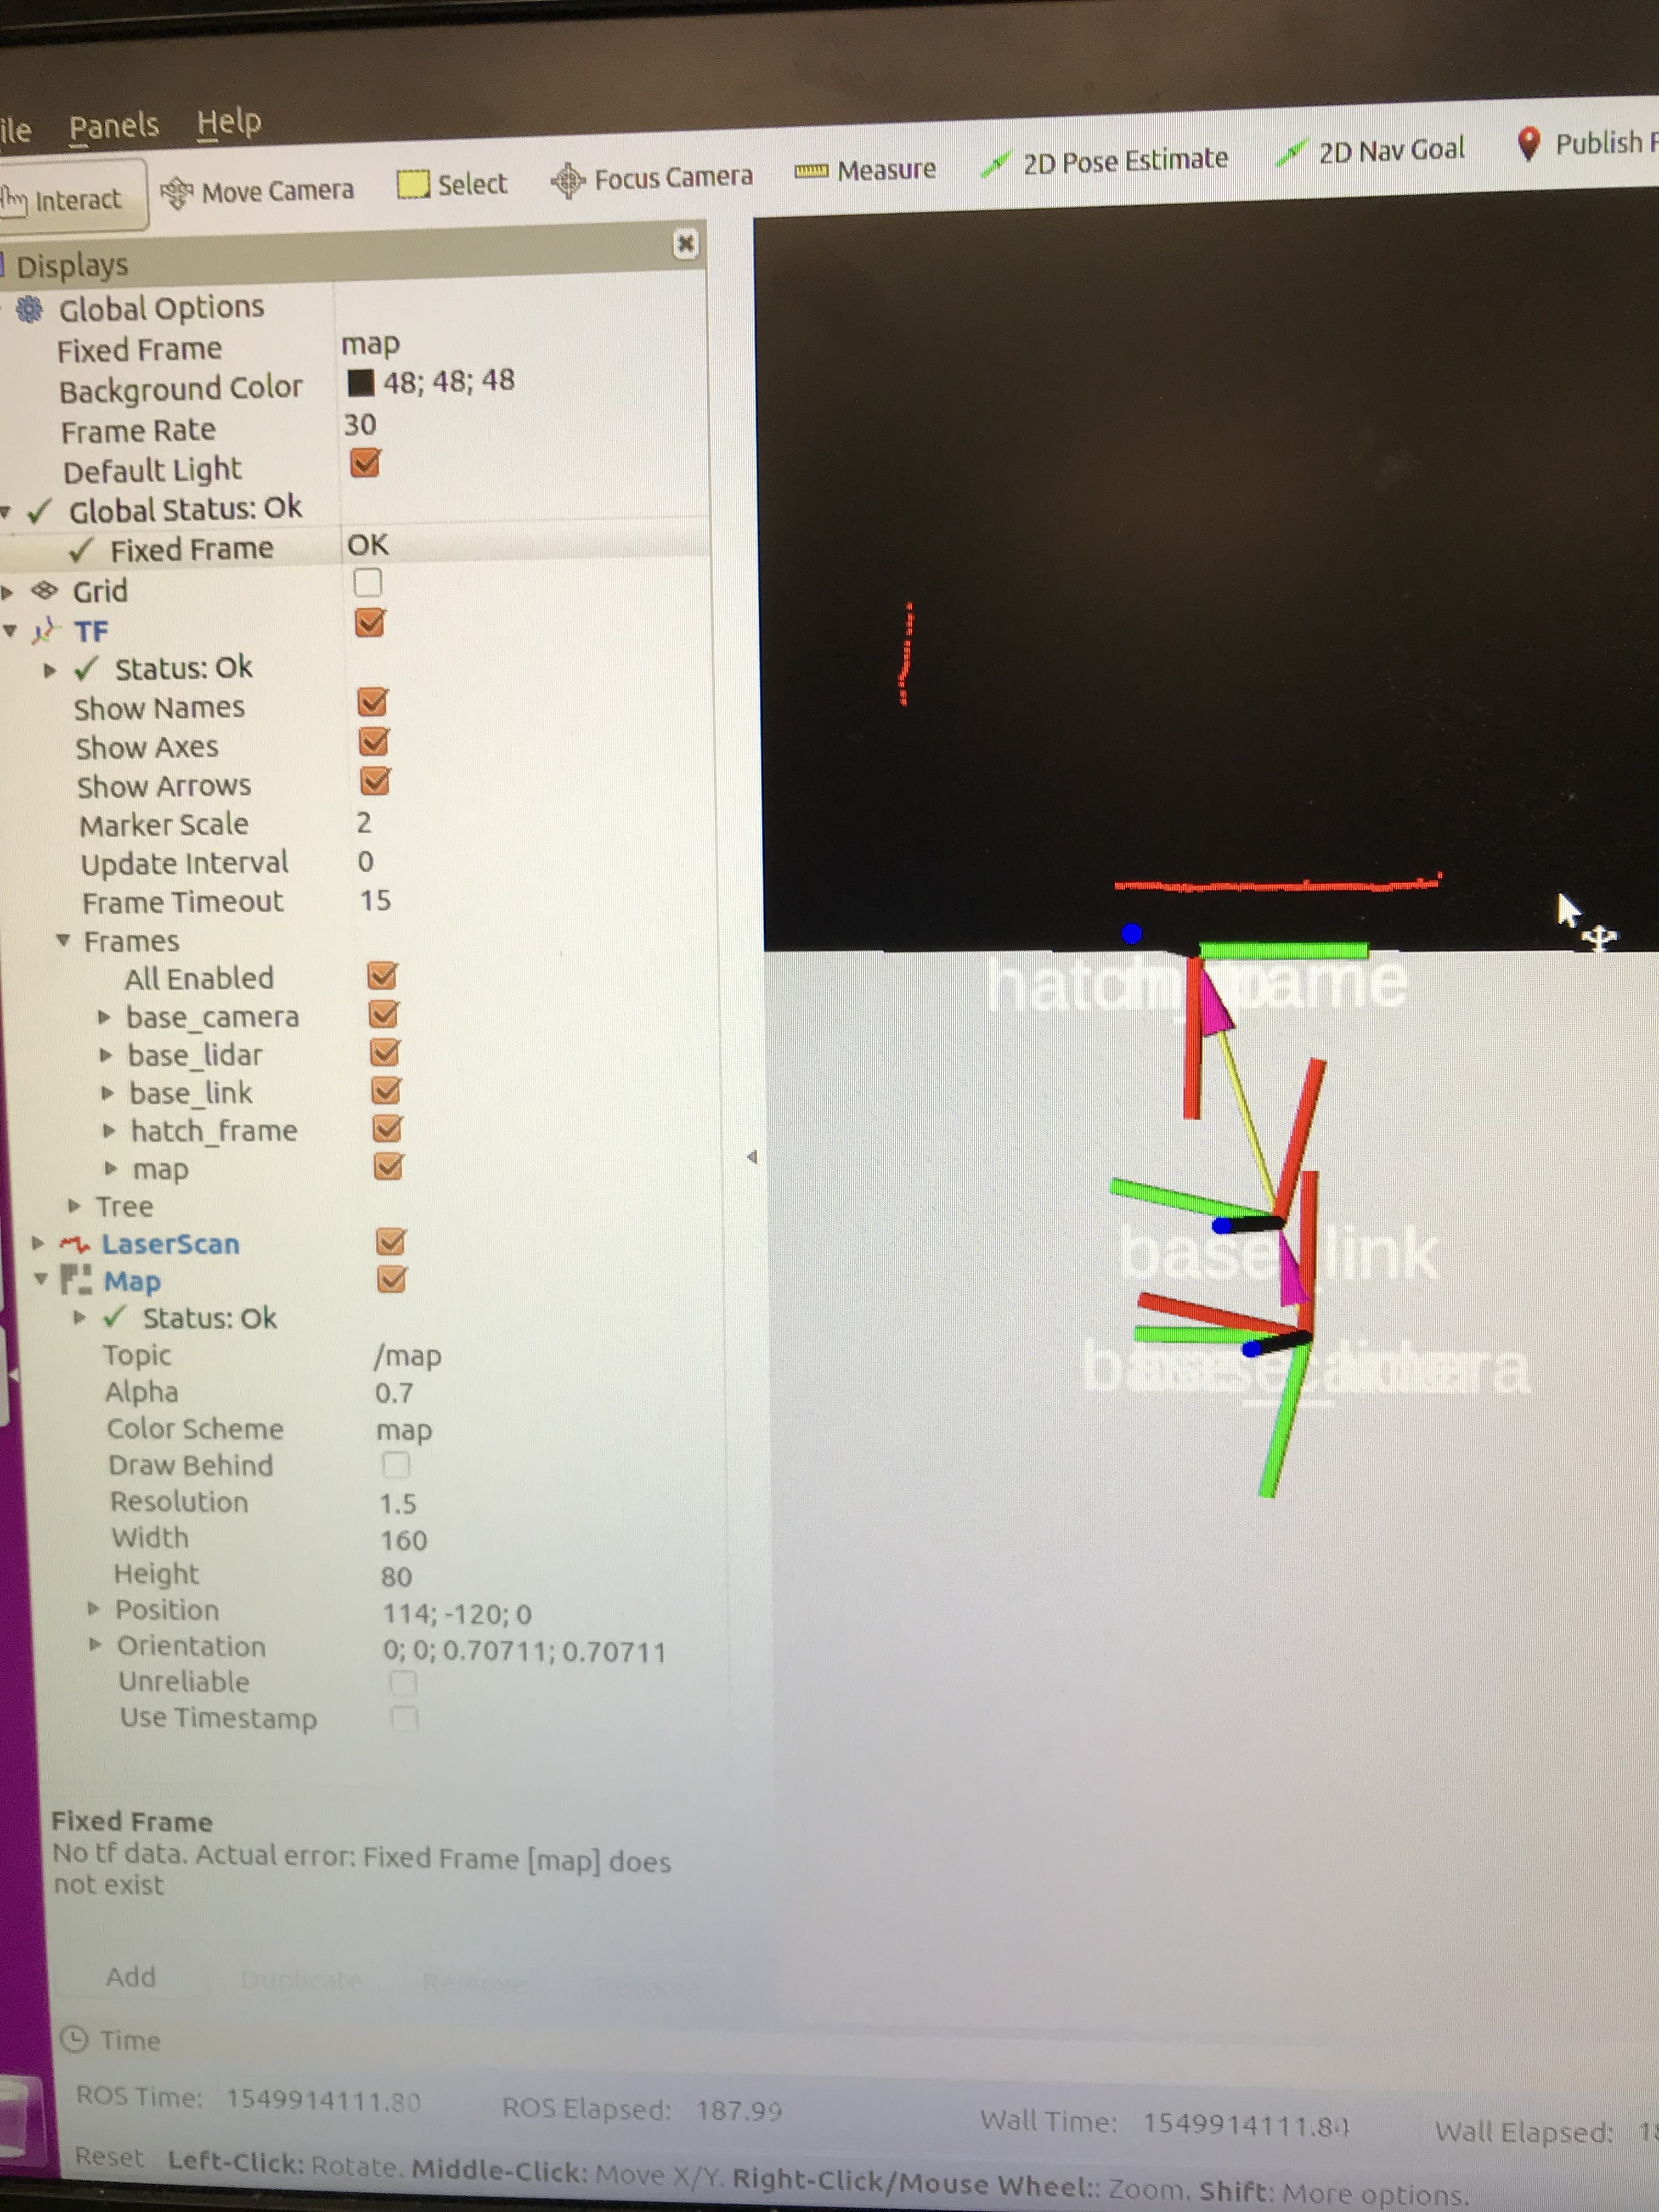 ile Panels Help
Interact Move Camera Select Focus Camera Measure 2D Pose Estimate 2D Nav Goal Publish P
Displays
Global Options
Fixed Frame map
Background Color 48; 48; 48
Frame Rate 30
Default Light
Global Status: Ok
Fixed Frame OK
Grid
TF
Status: Ok
Show Names
Show Axes
Show Arrows
Marker Scale 2
Update Interval 0
Frame Timeout 15
Frames
All Enabled
base_camera
base_lidar
base_link
hatch_frame
map
Tree
LaserScan
Map
Status: Ok
Topic /map
Alpha 0.7
Color Scheme map
Draw Behind
Resolution 1.5
Width 160
Height 80
Position 114; -120; 0
Orientation 0; 0; 0.70711; 0.70711
Unreliable
Use Timestamp
base_link
Fixed Frame
No tf data. Actual error: Fixed Frame [map] does
not exist
Add Duplicate Remove Rename
Time
ROS Time: 1549914111.80 ROS Elapsed: 187.99 Wall Time: 1549914111.84 Wall Elapsed: 18
Reset Left-Click: Rotate. Middle-Click: Move X/Y. Right-Click/Mouse Wheel:: Zoom. Shift: More options.